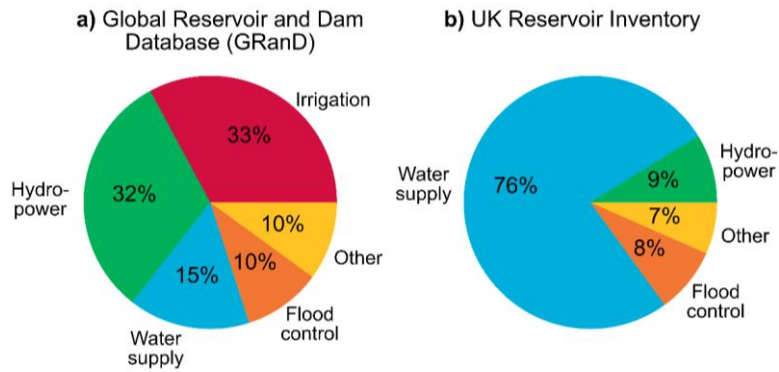 a) Global Reservoir and Dam
Database (GRanD)
Irrigation
33%
Hydro-
power
32%
10%
Other
15%
10%
Water
supply
Flood
control
b) UK Reservoir Inventory
Water
supply
76%
Hydro-
power
9%
7%
Other
8%
Flood
control